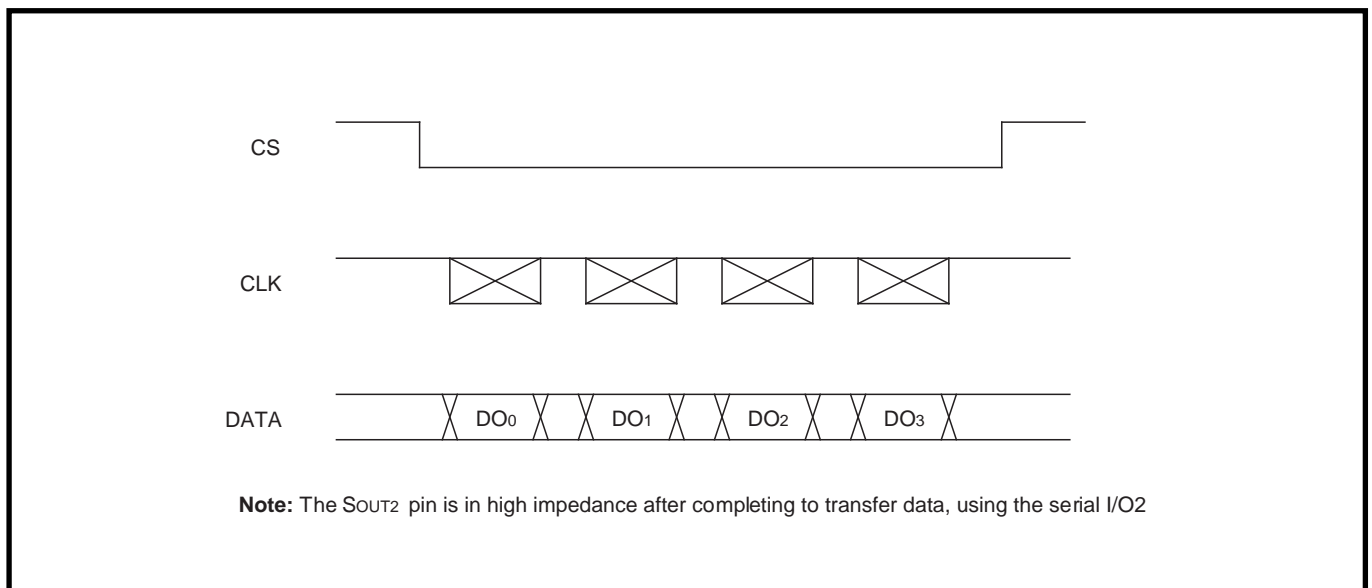 CS
CLK
DATA
DO0
DO1
DO2
DO3
Note: The SOUT2 pin is in high impedance after completing to transfer data, using the serial I/O2